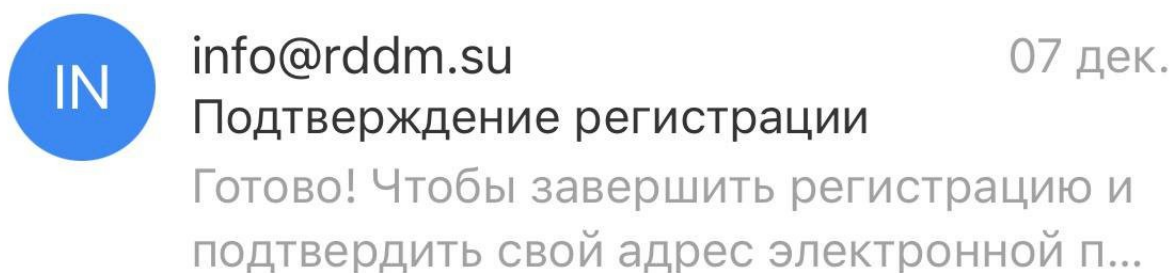 IN
info@rddm.su
07 дек.
Подтверждение регистрации
Готово! Чтобы завершить регистрацию и
подтвердить свой адрес электронной п...